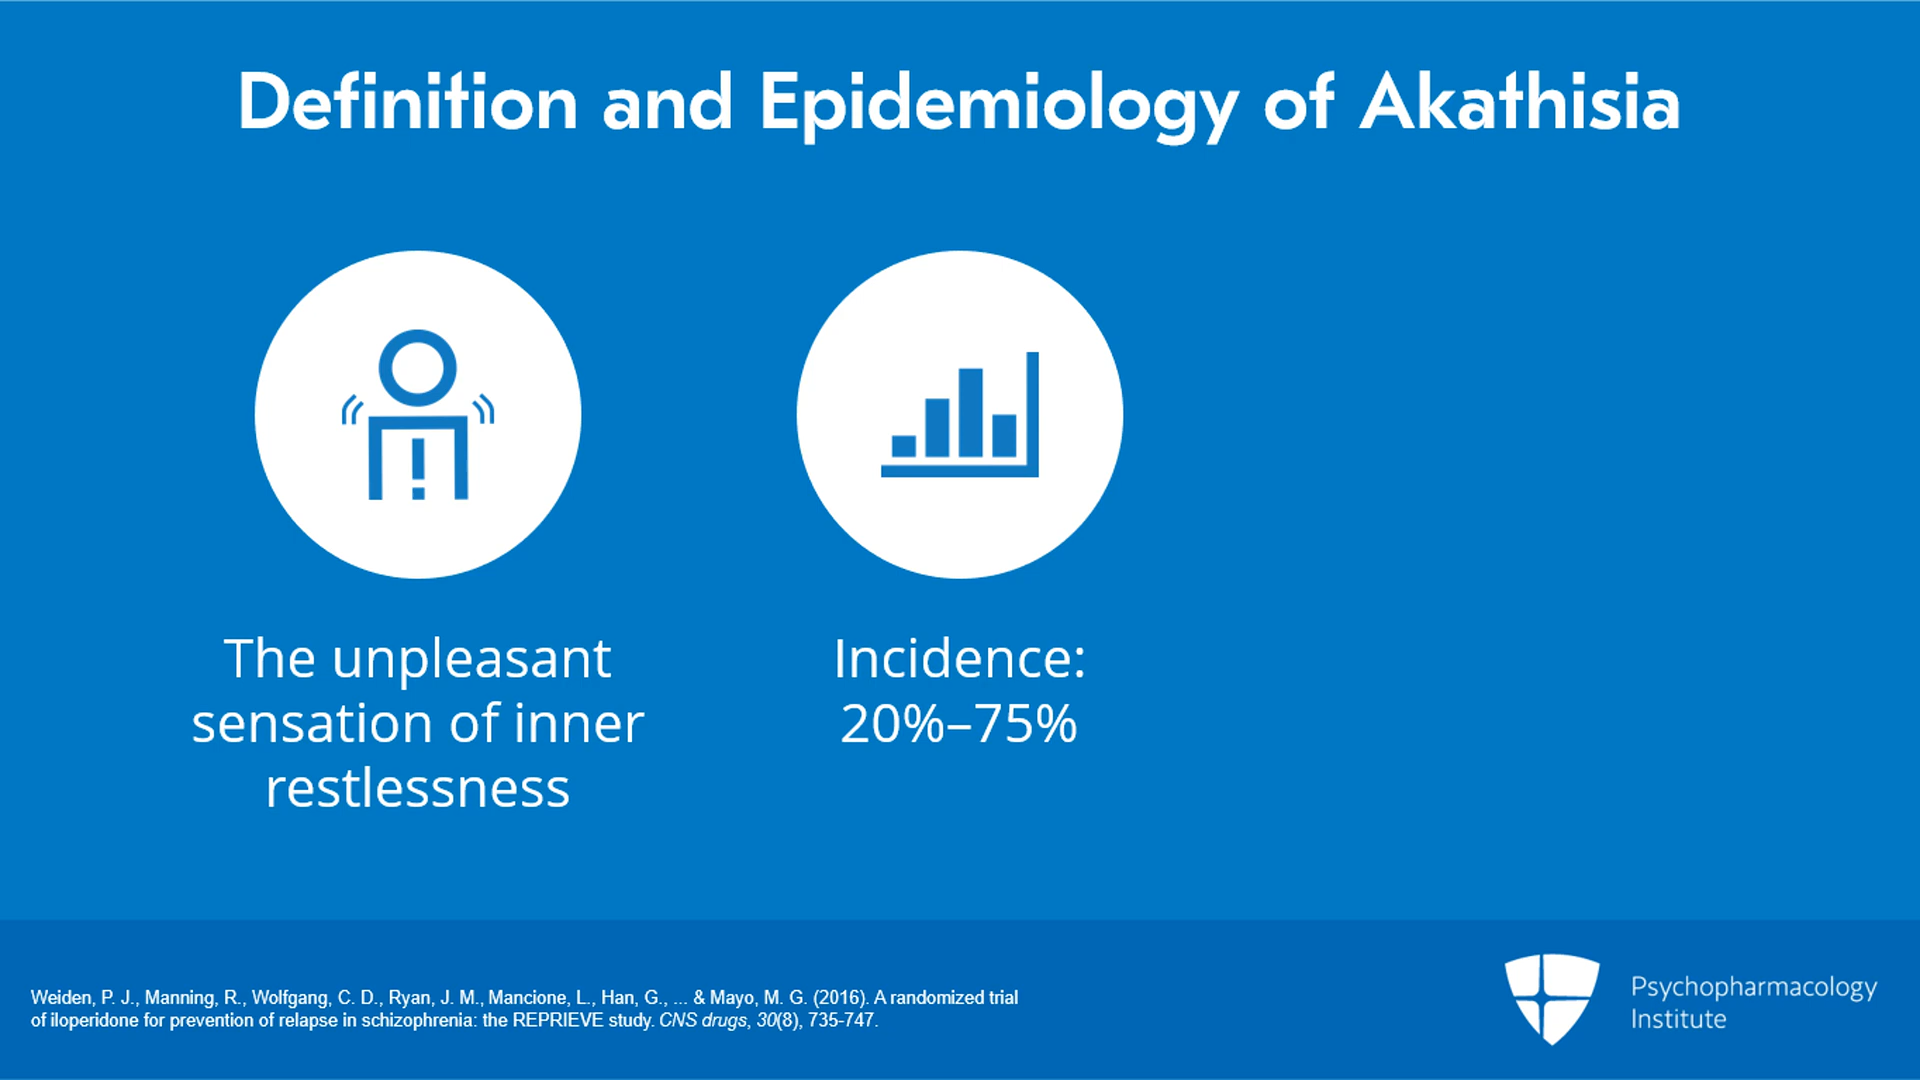 Definition and Epidemiology of Akathisia
The unpleasant
sensation of inner
restlessness
Incidence:
20%–75%
Weiden, P. J., Manning, R., Wolfgang, C. D., Ryan, J. M., Mancione, L., Han, G., ... & Mayo, M. G. (2016). A randomized trial
of iloperidone for prevention of relapse in schizophrenia: the REPRIEVE study. CNS drugs, 30(8), 735-747.
Psychopharmacology
Institute